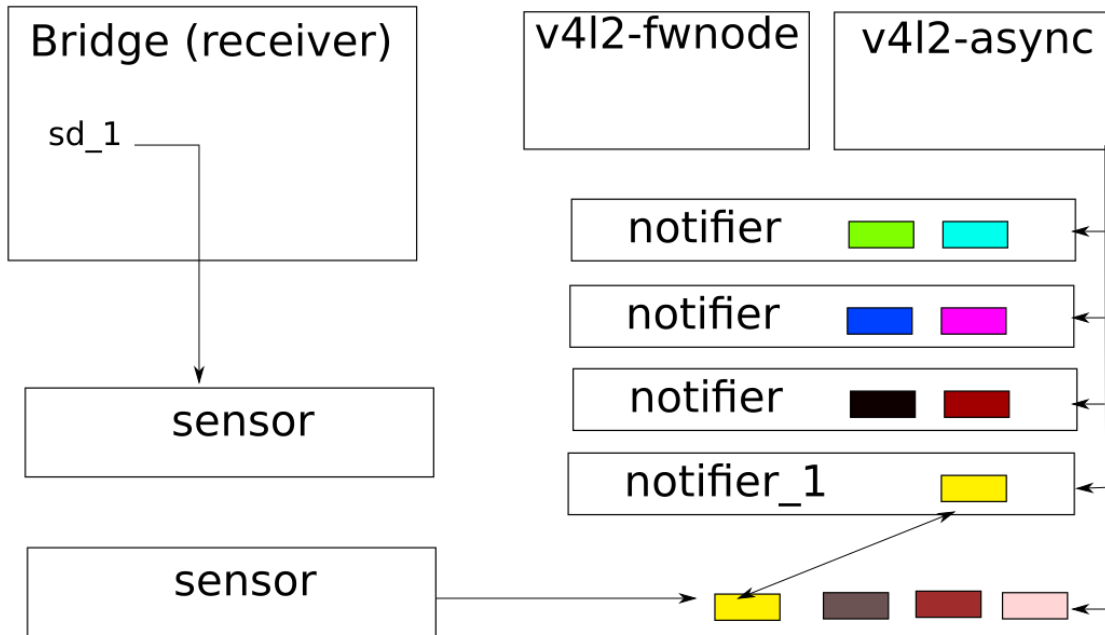 Bridge (receiver)
sd_1
v4l2-fwnode
v4l2-async
notifier
notifier
notifier
notifier_1
sensor
sensor